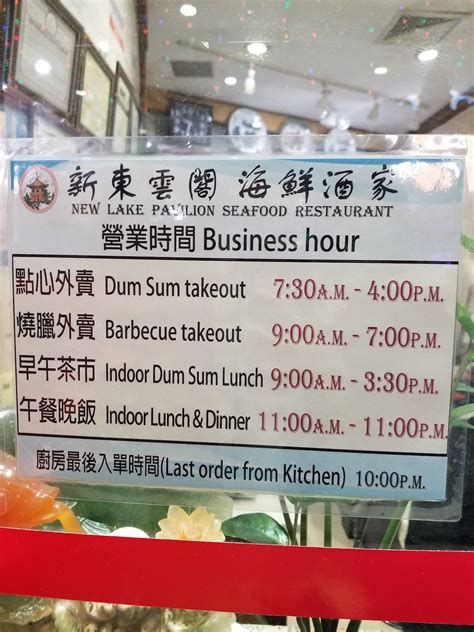 新東雲閣 海鮮酒家
NEW LAKE PAVILION SEAFOOD RESTAURANT
營業時間 Business hour
點心外賣 Dum Sum takeout 7:30A.M. - 4:00P.M.
燒臘外賣 Barbecue takeout 9:00A.M. - 7:00P.M.
早午茶市 Indoor Dum Sum Lunch 9:00A.M. - 3:30P.M.
午餐晚飯 Indoor Lunch & Dinner 11:00A.M. - 11:00P.M.
廚房最後入單時間(Last order from Kitchen) 10:00P.M.